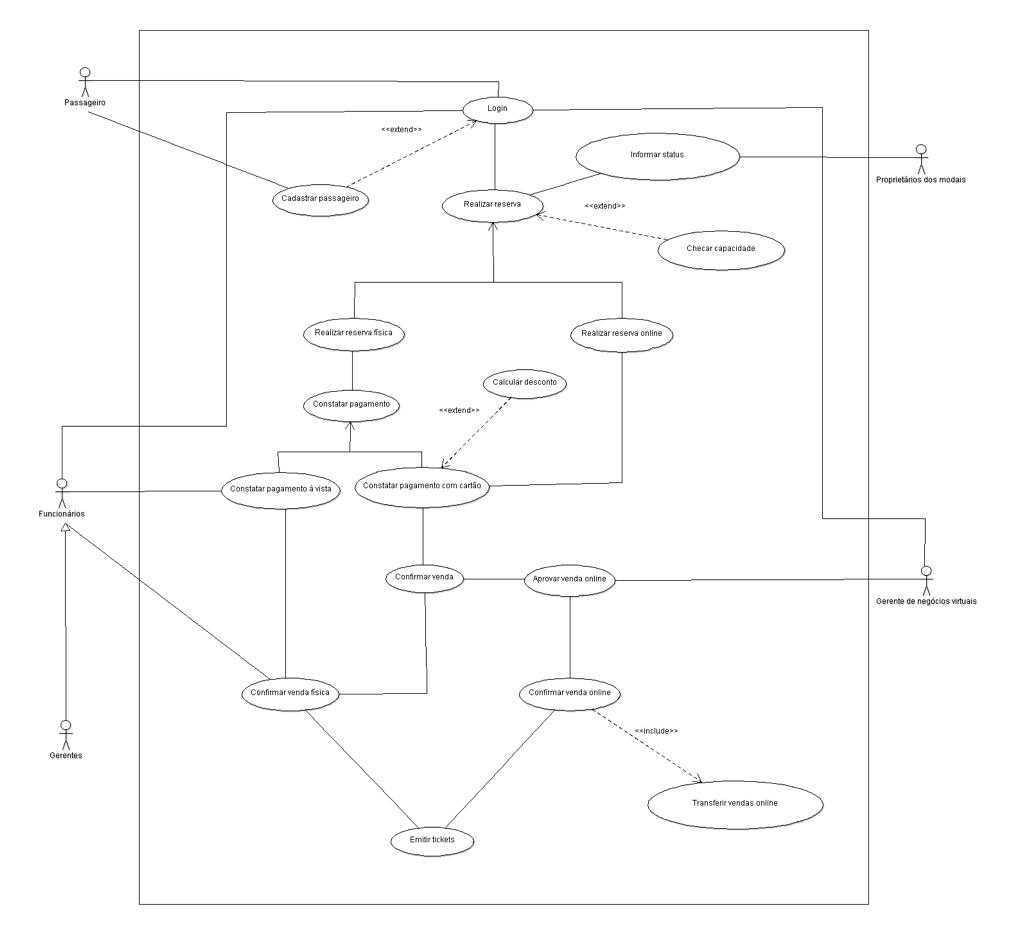 Passageiro
Login
<<extend>>
Informar status
Proprietários dos modais
Cadastrar passageiro
Realizar reserva
<<extend>>
Checar capacidade
Realizar reserva física
Realizar reserva online
Calcular desconto
Constatar pagamento
<<extend>>
Constatar pagamento à vista
Constatar pagamento com cartão
Funcionários
Confirmar venda
Aprovar venda online
Gerente de negócios virtuais
Confirmar venda física
Confirmar venda online
<<include>>
Gerentes
Transferir vendas online
Emitir tickets